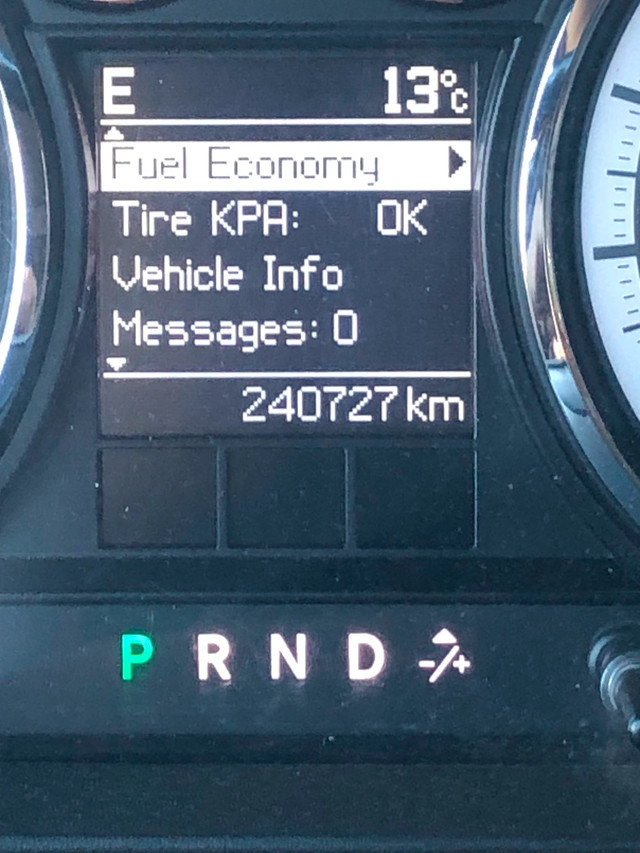 E 13°C
Fuel Economy
Tire KPA: OK
Vehicle Info
Messages: 0
240727 km
P R N D -/+